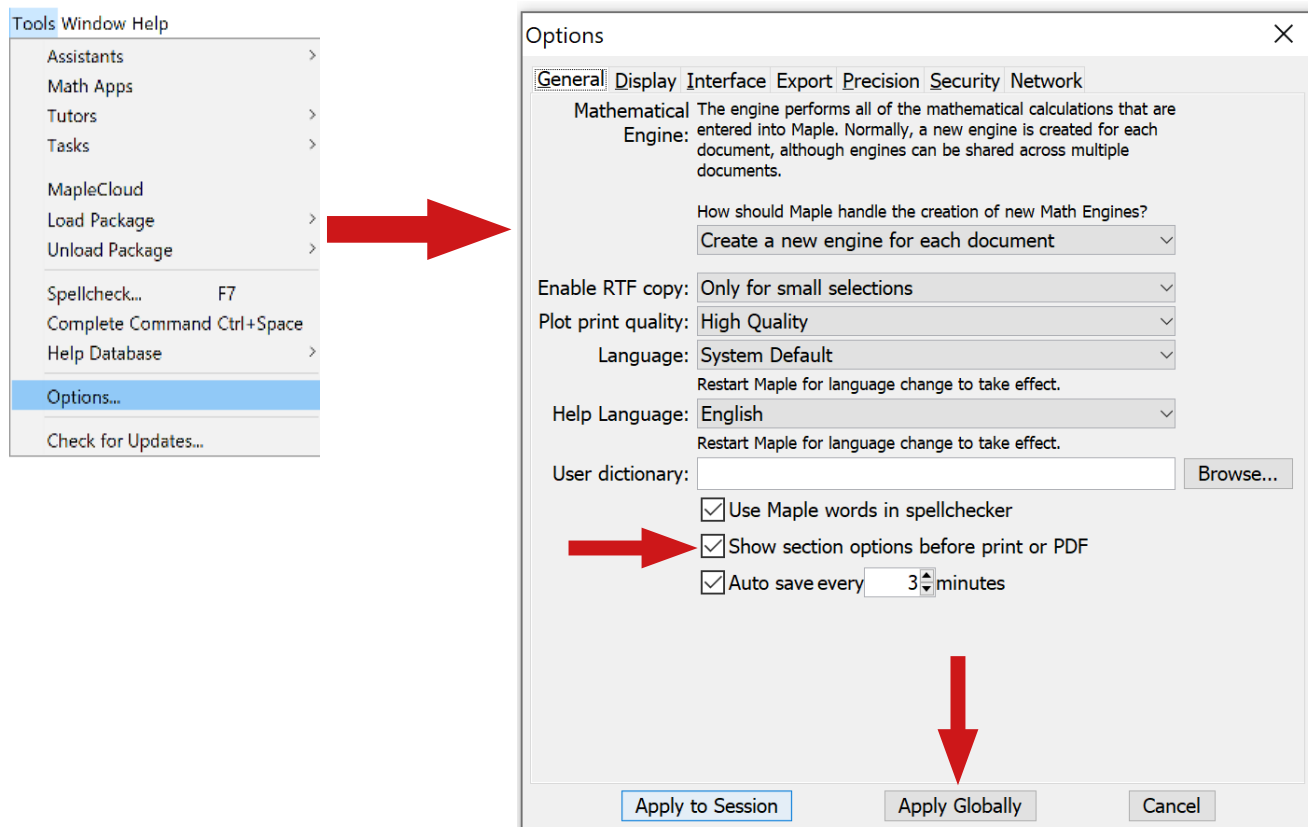 Tools Window Help
Assistants
Math Apps
Tutors
Tasks
MapleCloud
Load Package
Unload Package
Spellcheck... F7
Complete Command Ctrl+Space
Help Database
Options...
Check for Updates...
Options
General Display Interface Export Precision Security Network
Mathematical Engine:
The engine performs all of the mathematical calculations that are
entered into Maple. Normally, a new engine is created for each
document, although engines can be shared across multiple
documents.
How should Maple handle the creation of new Math Engines?
Create a new engine for each document
Enable RTF copy: Only for small selections
Plot print quality: High Quality
Language: System Default
Restart Maple for language change to take effect.
Help Language: English
Restart Maple for language change to take effect.
User dictionary: Browse...
Use Maple words in spellchecker
Show section options before print or PDF
Auto save every 3 minutes
Apply to Session Apply Globally Cancel